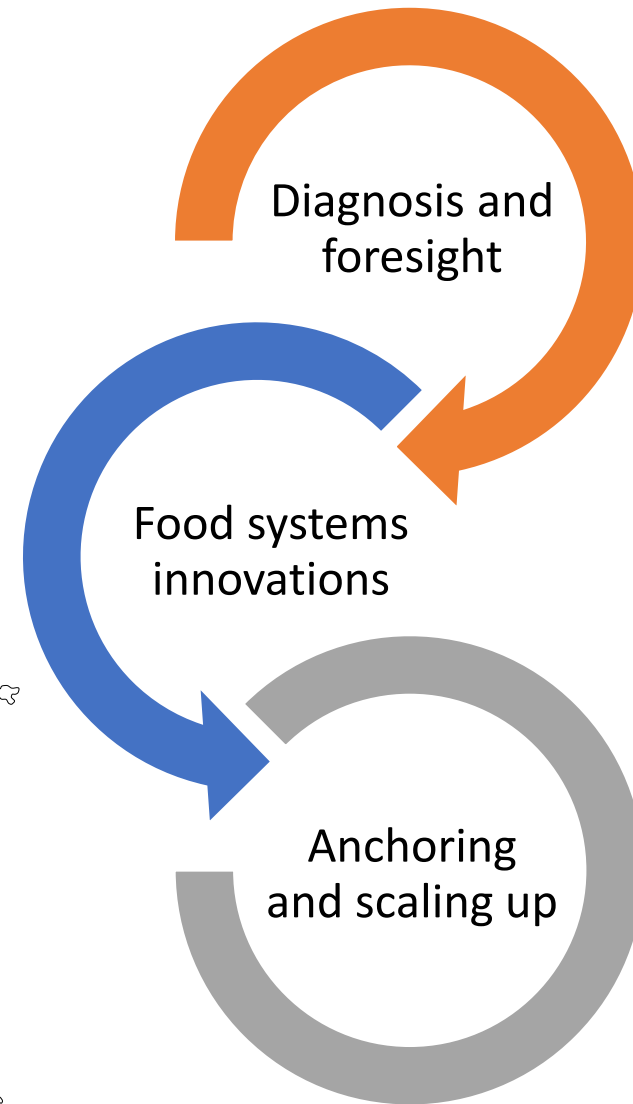 Diagnosis and
foresight
Food systems
innovations
Anchoring
and scaling up